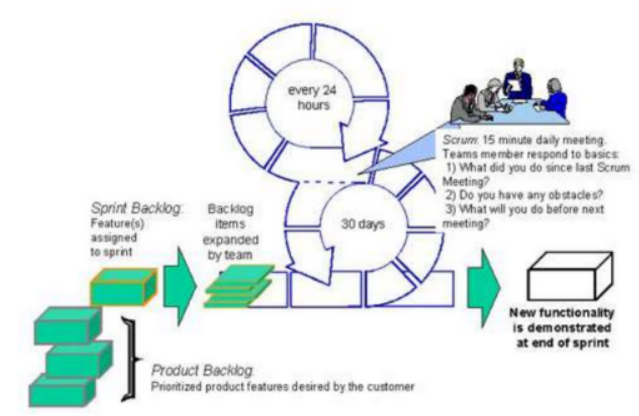 every 24
hours
Scrum: 15 minute daily meeting.
Teams member respond to basics:
1) What did you do since last Scrum
Meeting?
2) Do you have any obstacles?
3) What will you do before next
meeting?
30 days
Sprint Backlog:
Feature(s)
assigned
to sprint
Backlog
items
expanded
by team
New functionality
is demonstrated
at end of sprint
Product Backlog:
Prioritized product features desired by the customer